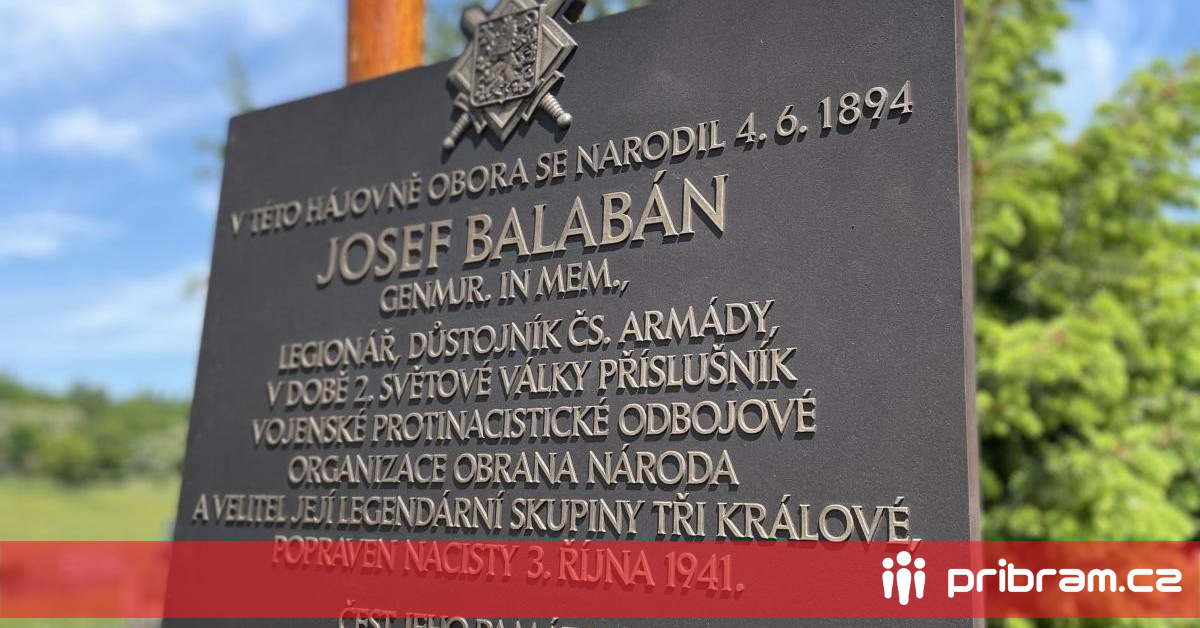 V TÉTO HÁJOVNĚ OBORA SE NARODIL 4. 6. 1894
JOSEF BALABÁN
GENMJR. IN MEM.,
LEGIONÁŘ, DŮSTOJNÍK ČS. ARMÁDY,
V DOBĚ 2. SVĚTOVÉ VÁLKY PŘÍSLUŠNÍK
VOJENSKÉ PROTINACISTICKÉ ODBOJOVÉ
ORGANIZACE OBRANA NÁRODA
A VELITEL JEJÍ LEGENDÁRNÍ SKUPINY TŘI KRÁLOVÉ,
POPRAVEN NACISTY 3. ŘÍJNA 1941.
ČEST JEHO
pribram.cz